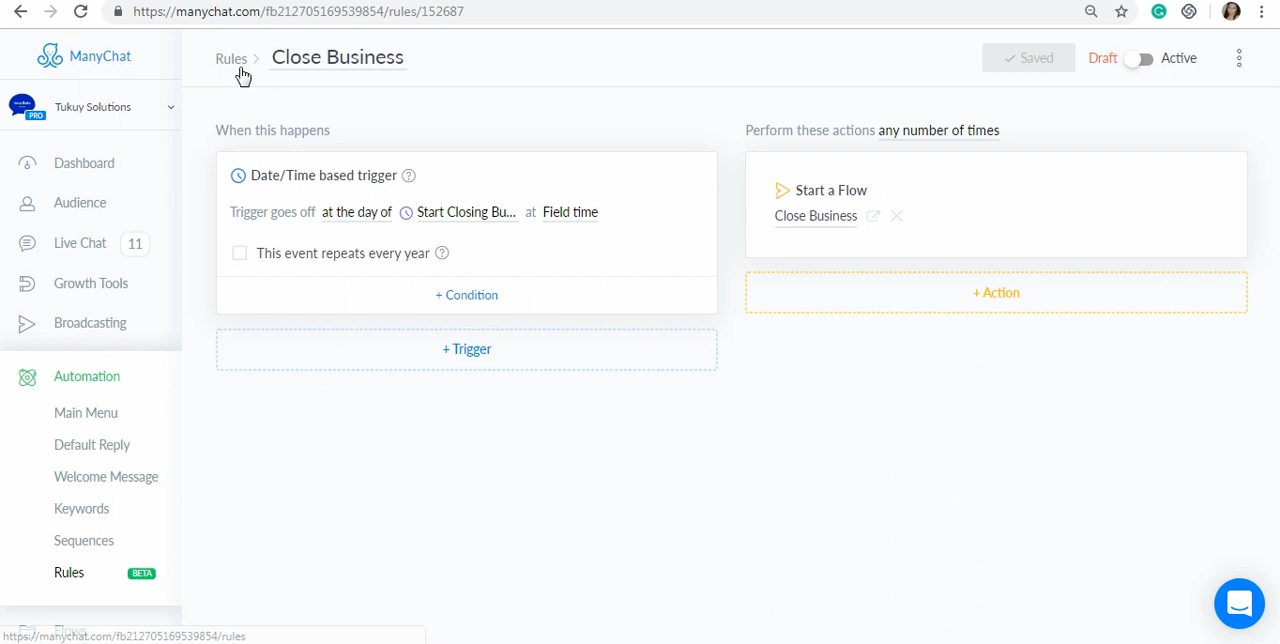 https://manychat.com/fb212705169539854/rules/152687
ManyChat
Rules
Close Business
Saved
Draft
Active
Tukuy Solutions
PRO
When this happens
Perform these actions any number of times
Dashboard
Audience
Live Chat 11
Growth Tools
Broadcasting
Automation
Main Menu
Default Reply
Welcome Message
Keywords
Sequences
Rules BETA
Flows
Date/Time based trigger ?
Trigger goes off at the day of Start Closing Bu... at Field time
This event repeats every year ?
+ Condition
+ Trigger
Start a Flow
Close Business
+ Action
https://manychat.com/fb212705169539854/rules